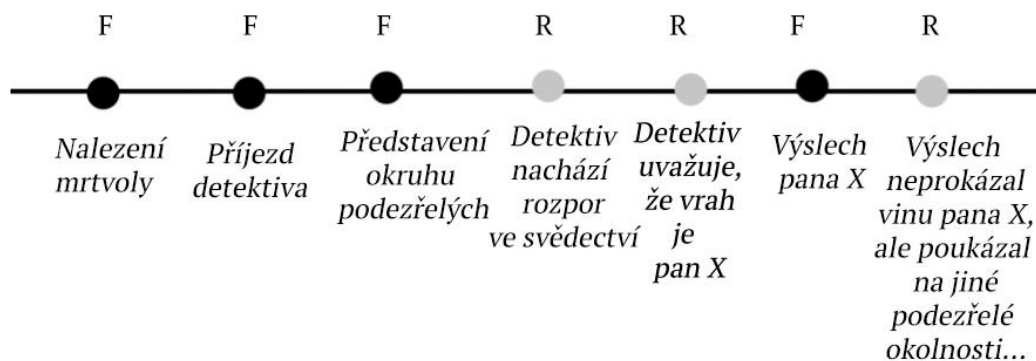 F F F R R F R
Nalezení
mrtvoly
Příjezd
detektiva
Představení
okruhu
podezřelých
Detektiv
nachází
rozpor
ve svědectví
Detektiv
uvažuje,
že vrah
je
pan X
Výslech
pana X
Výslech
neprokázal
vinu pana X,
ale poukázal
na jiné
podezřelé
okolnosti...